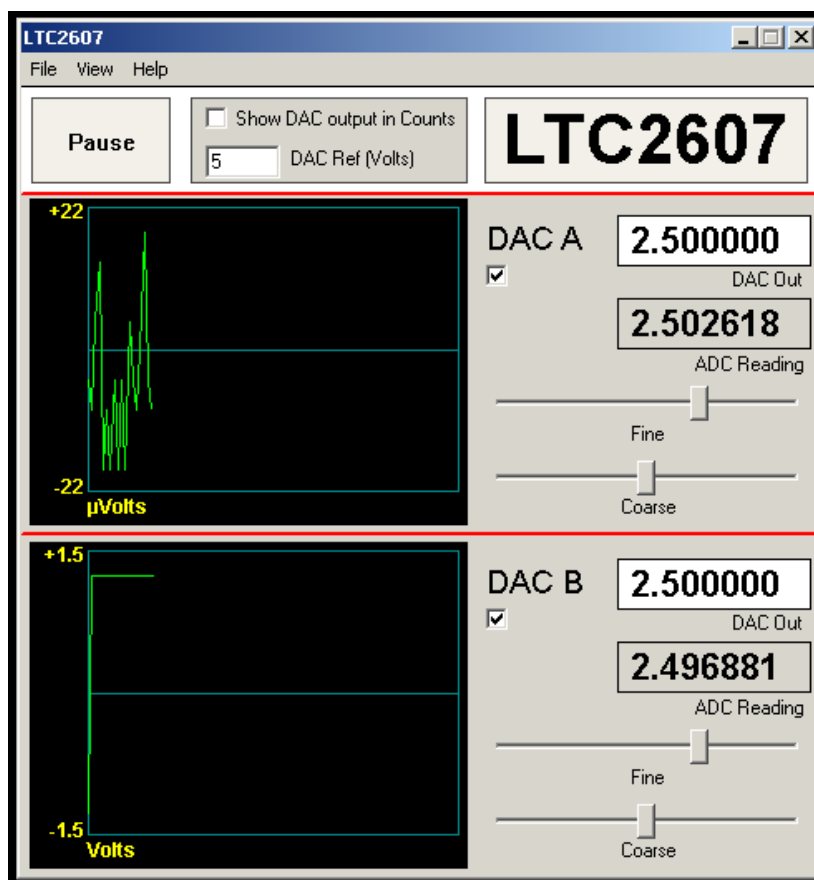 LTC2607
File View Help
Pause
Show DAC output in Counts
5 DAC Ref (Volts)
LTC2607
+22
-22
µVolts
DAC A
2.500000
DAC Out
2.502618
ADC Reading
Fine
Coarse
+1.5
-1.5
Volts
DAC B
2.500000
DAC Out
2.496881
ADC Reading
Fine
Coarse